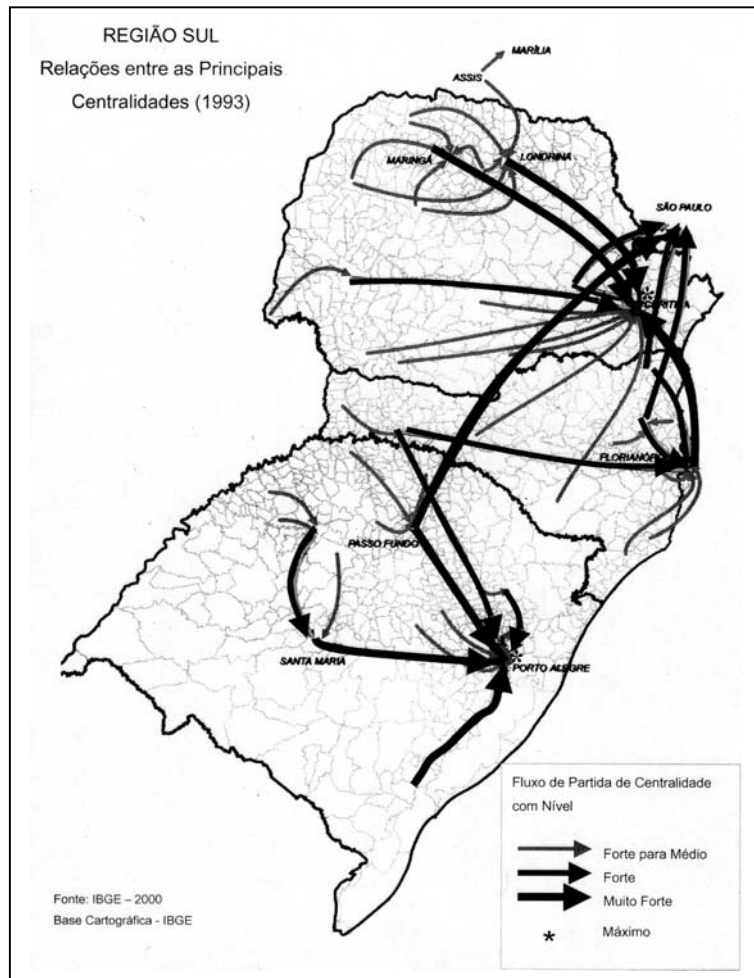 REGIÃO SUL
Relações entre as Principais
Centralidades (1993)
MARÍLIA
ASSIS
MARINGÁ
LONDRINA
SÃO PAULO
CURITIBA
FLORIANÓPOLIS
PASSO FUNDO
SANTA MARIA
PORTO ALEGRE
Fluxo de Partida de Centralidade
com Nível
Forte para Médio
Forte
Muito Forte
* Máximo
Fonte: IBGE – 2000
Base Cartográfica - IBGE